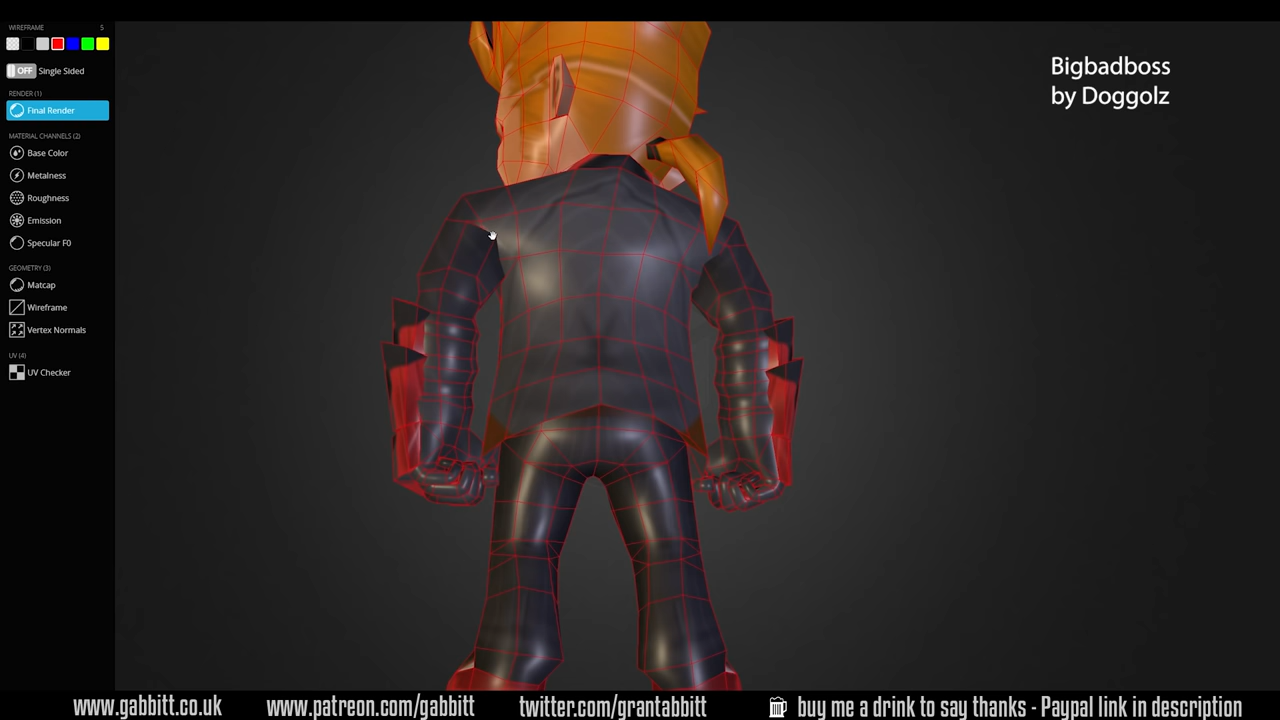 WIREFRAME 5
OFF Single Sided
RENDER (1)
Final Render
MATERIAL CHANNELS (2)
Base Color
Metalness
Roughness
Emission
Specular F0
GEOMETRY (3)
Matcap
Wireframe
Vertex Normals
UV (4)
UV Checker
Bigbadboss
by Doggolz
www.gabbitt.co.uk www.patreon.com/gabbitt twitter.com/grantabbitt buy me a drink to say thanks - Paypal link in description